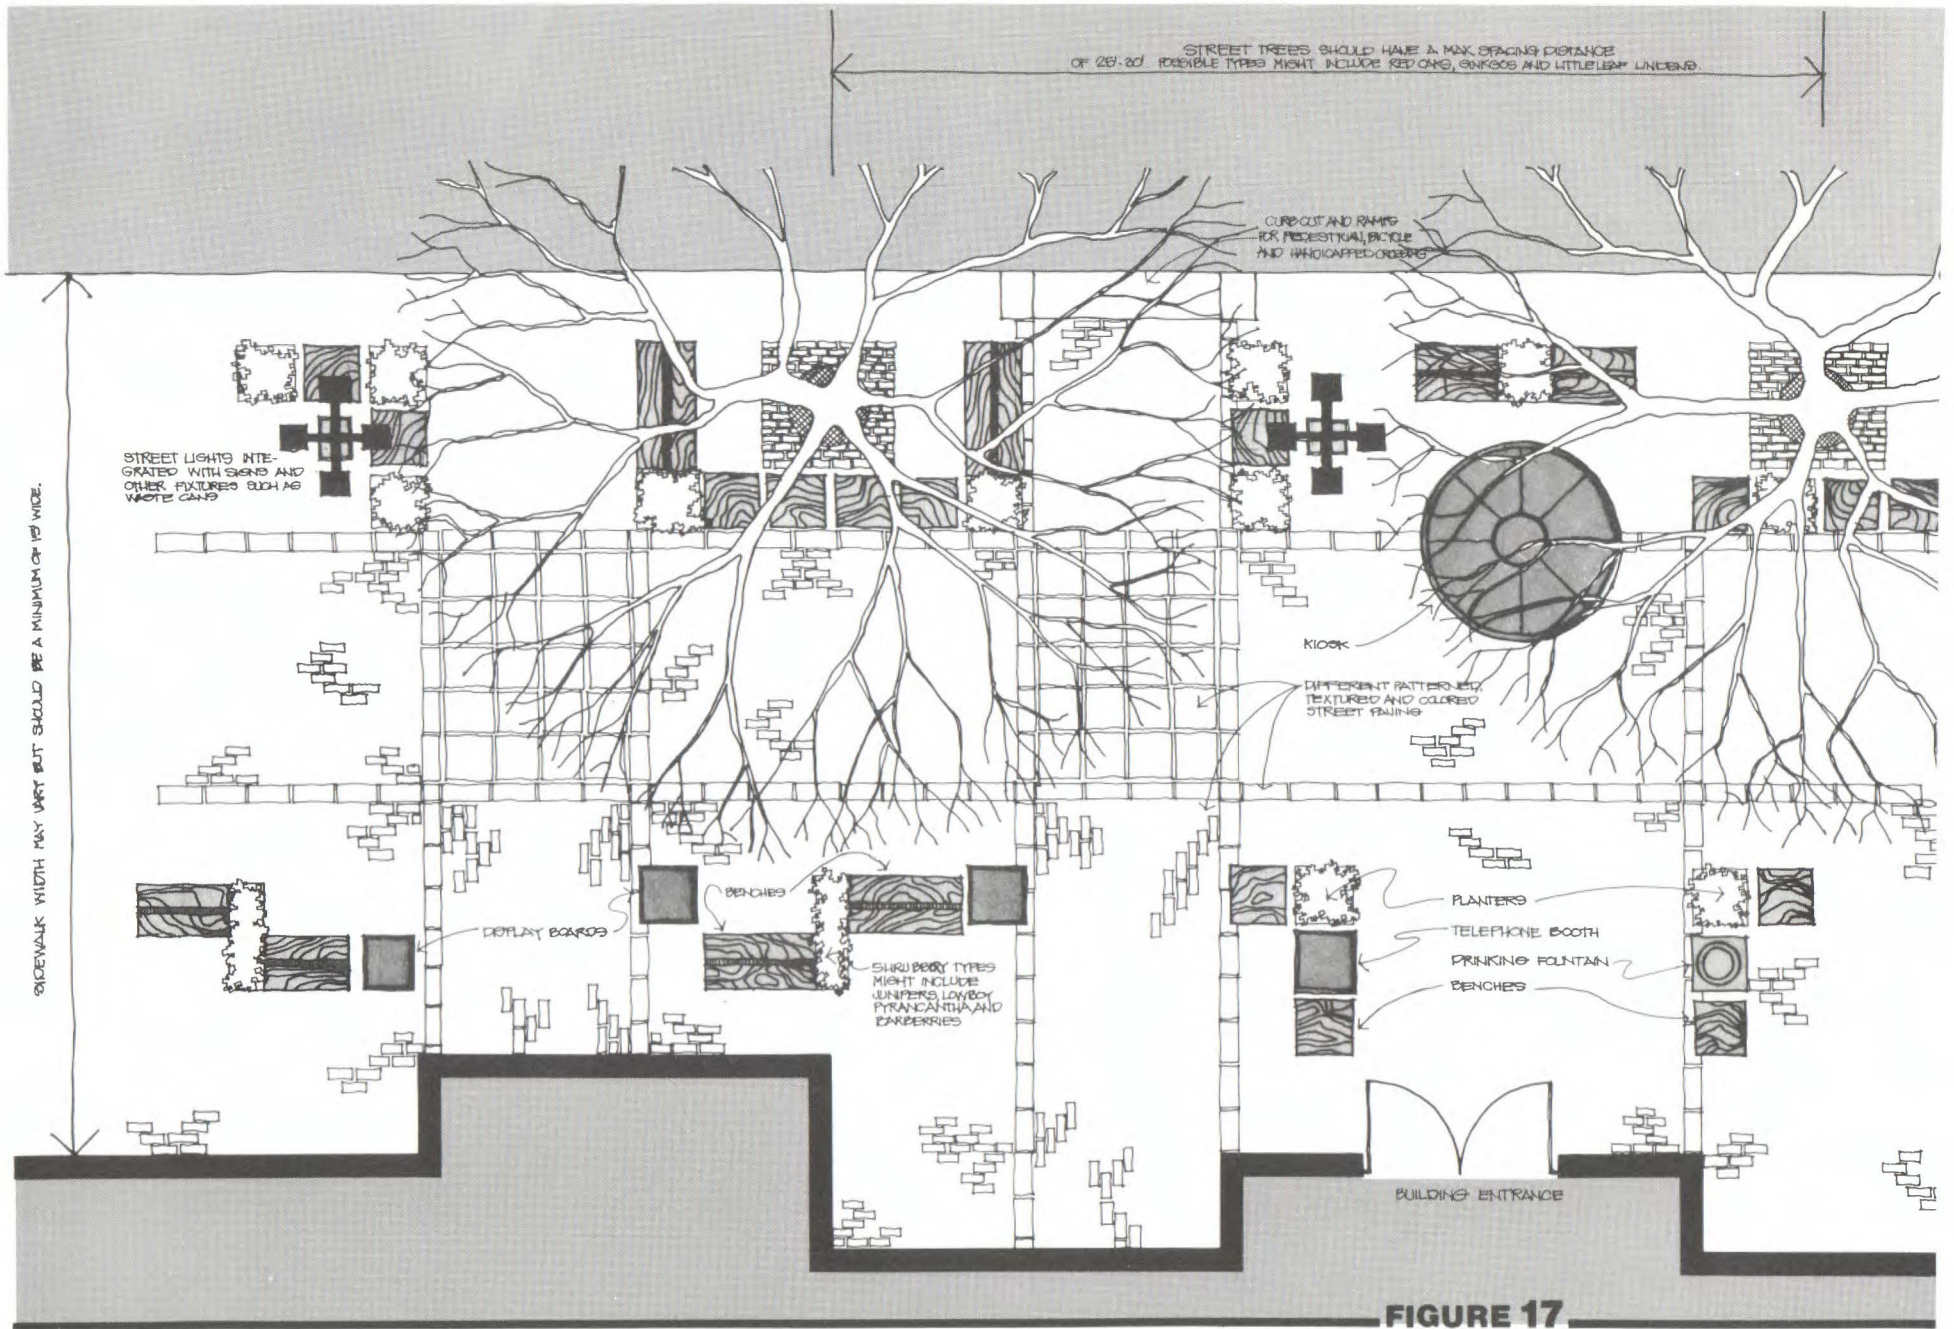 STREET TREES SHOULD HAVE A MAX. SPACING DISTANCE
OF 25'-30' POSSIBLE TYPES MIGHT INCLUDE RED OAKS, GINKGOS AND LITTLELEAF LINDENS.
CURB CUT AND RAMPS
FOR PEDESTRIAN, BICYCLE
AND HANDICAPPED CROSSING
STREET LIGHTS INTE-
GRATED WITH SIGNS AND
OTHER FIXTURES SUCH AS
WASTE CANS
SIDEWALK WIDTH MAY VARY BUT SHOULD BE A MINIMUM OF 15' WIDE.
KIOSK
DIFFERENT PATTERNED,
TEXTURED AND COLORED
STREET PAVING
BENCHES
DISPLAY BOARDS
SHRUBBERY TYPES
MIGHT INCLUDE
JUNIPERS, LOWBOY
PYRANCANTHA, AND
BARBERRIES
PLANTERS
TELEPHONE BOOTH
DRINKING FOUNTAIN
BENCHES
BUILDING ENTRANCE
FIGURE 17